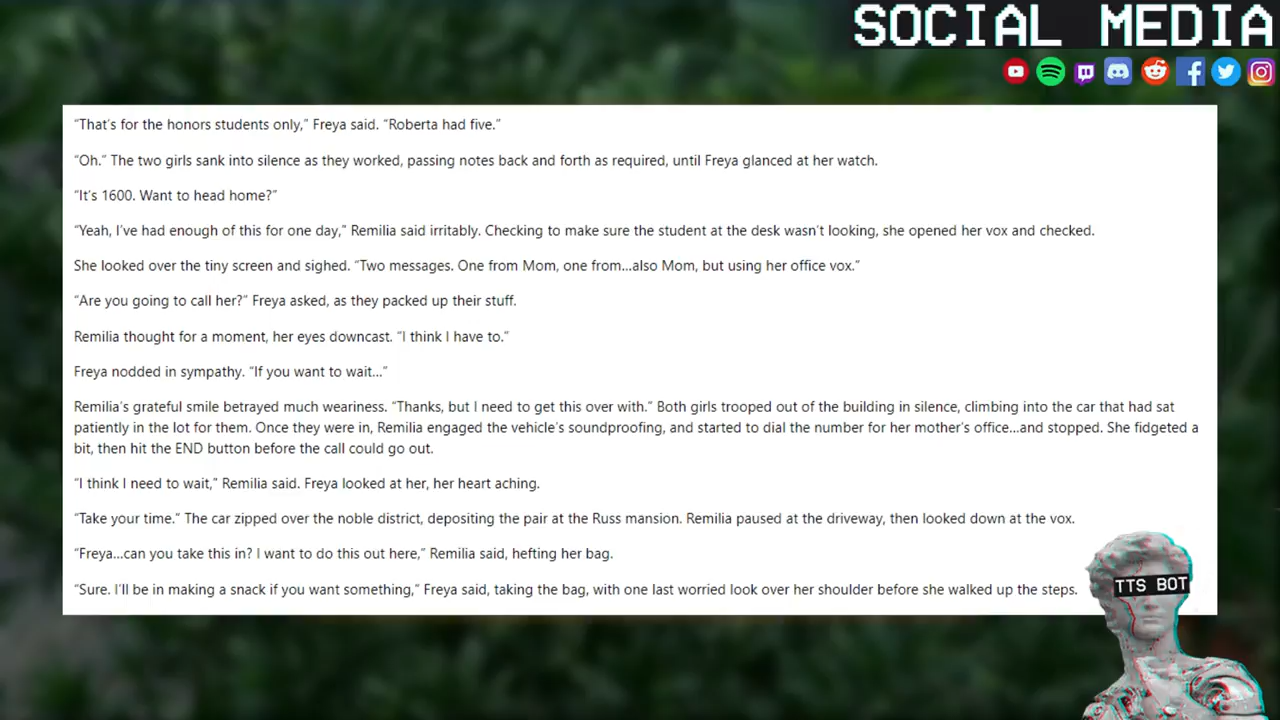 SOCIAL MEDIA
“That’s for the honors students only,” Freya said. “Roberta had five.”
“Oh.” The two girls sank into silence as they worked, passing notes back and forth as required, until Freya glanced at her watch.
“It’s 1600. Want to head home?”
“Yeah, I’ve had enough of this for one day,” Remilia said irritably. Checking to make sure the student at the desk wasn’t looking, she opened her vox and checked.
She looked over the tiny screen and sighed. “Two messages. One from Mom, one from…also Mom, but using her office vox.”
“Are you going to call her?” Freya asked, as they packed up their stuff.
Remilia thought for a moment, her eyes downcast. “I think I have to.”
Freya nodded in sympathy. “If you want to wait…”
Remilia’s grateful smile betrayed much weariness. “Thanks, but I need to get this over with.” Both girls trooped out of the building in silence, climbing into the car that had sat
patiently in the lot for them. Once they were in, Remilia engaged the vehicle’s soundproofing, and started to dial the number for her mother’s office…and stopped. She fidgeted a
bit, then hit the END button before the call could go out.
“I think I need to wait,” Remilia said. Freya looked at her, her heart aching.
“Take your time.” The car zipped over the noble district, depositing the pair at the Russ mansion. Remilia paused at the driveway, then looked down at the vox.
“Freya…can you take this in? I want to do this out here,” Remilia said, hefting her bag.
“Sure. I’ll be in making a snack if you want something,” Freya said, taking the bag, with one last worried look over her shoulder before she walked up the steps.
TTS BOT